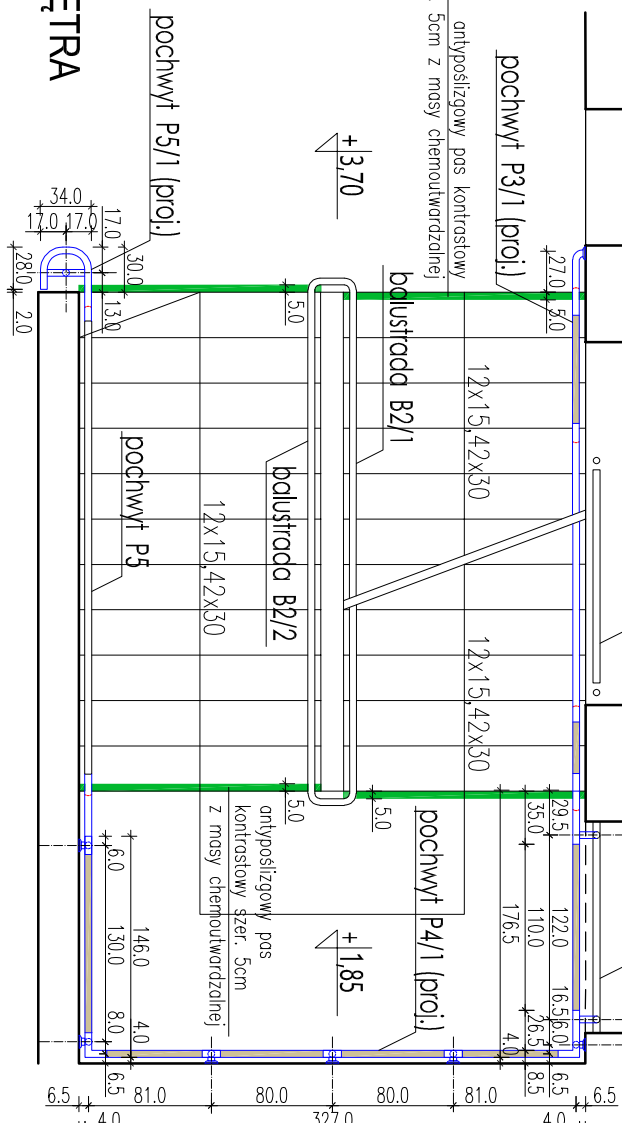 ĘTRA
pochwyt P5/1 (proj.)
antypoślizgowy pas kontrastowy
5cm z masy chemoutwardzalnej
pochwyt P3/1 (proj.)
+ 3,70
34.0
17.0
17.0
17.0
30.0
28.0
2.0
13.0
5.0
27.0
5.0
balustrada B2/1
12x15,42x30
balustrada B2/2
12x15,42x30
pochwyt P5
12x15,42x30
5.0
5.0
antypoślizgowy pas
kontrastowy szer. 5cm
z masy chemoutwardzalnej
pochwyt P4/1 (proj.)
+ 1,85
29.5
35.0
122.0
110.0
176.5
16.5
6.0
26.5
4.0
6.5
8.5
6.0
130.0
8.0
146.0
4.0
6.5
6.5
81.0
80.0
80.0
81.0
6.5
4.0
327.0
4.0